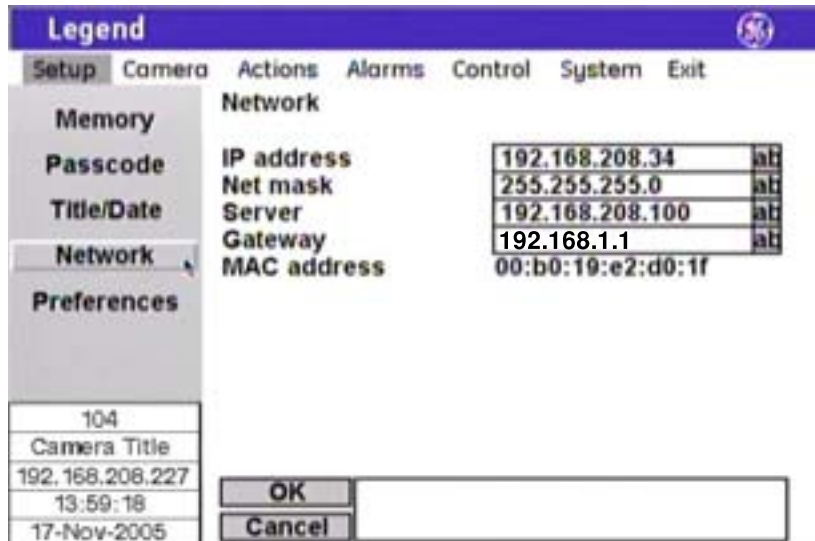 Legend
Setup Camera Actions Alarms Control System Exit
Memory
Passcode
Title/Date
Network
Preferences
Network
IP address 192.168.208.34 ab
Net mask 255.255.255.0 ab
Server 192.168.208.100 ab
Gateway 192.168.1.1 ab
MAC address 00:b0:19:e2:d0:1f
104
Camera Title
192.168.208.227
13:59:18
17-Nov-2005
OK
Cancel